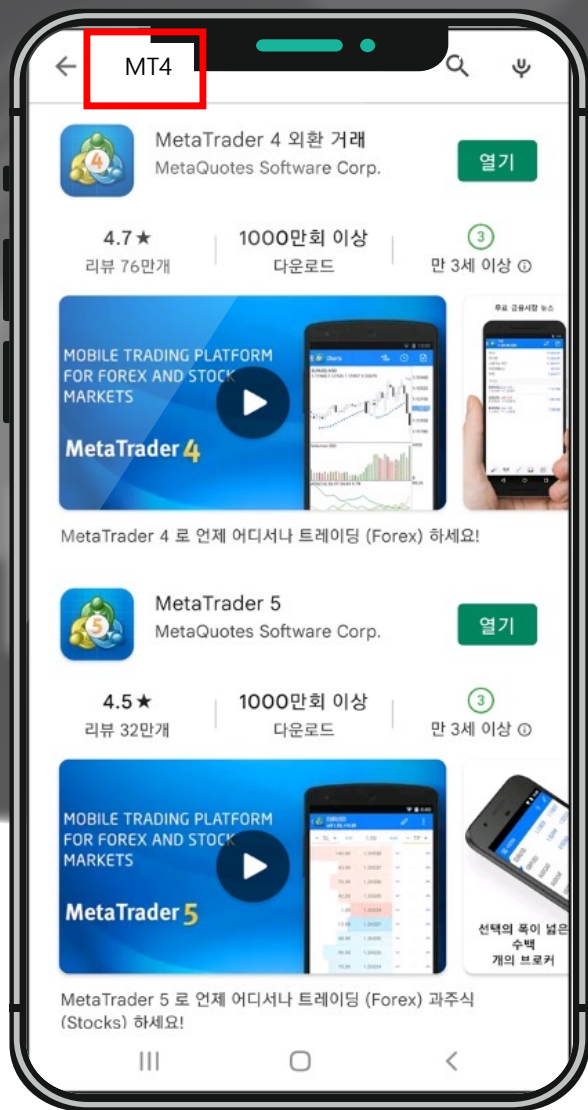 MT4
MetaTrader 4 외환 거래
MetaQuotes Software Corp.
열기
4.7★
리뷰 76만개
1000만회 이상
다운로드
3
만 3세 이상
MOBILE TRADING PLATFORM
FOR FOREX AND STOCK
MARKETS
MetaTrader 4
Charts
무료 금융시장 뉴스
MetaTrader 4 로 언제 어디서나 트레이딩 (Forex) 하세요!
MetaTrader 5
MetaQuotes Software Corp.
열기
4.5★
리뷰 32만개
1000만회 이상
다운로드
3
만 3세 이상
MOBILE TRADING PLATFORM
FOR FOREX AND STOCK
MARKETS
MetaTrader 5
선택의 폭이 넓은
수백
개의 브로커
MetaTrader 5 로 언제 어디서나 트레이딩 (Forex) 과주식
(Stocks) 하세요!